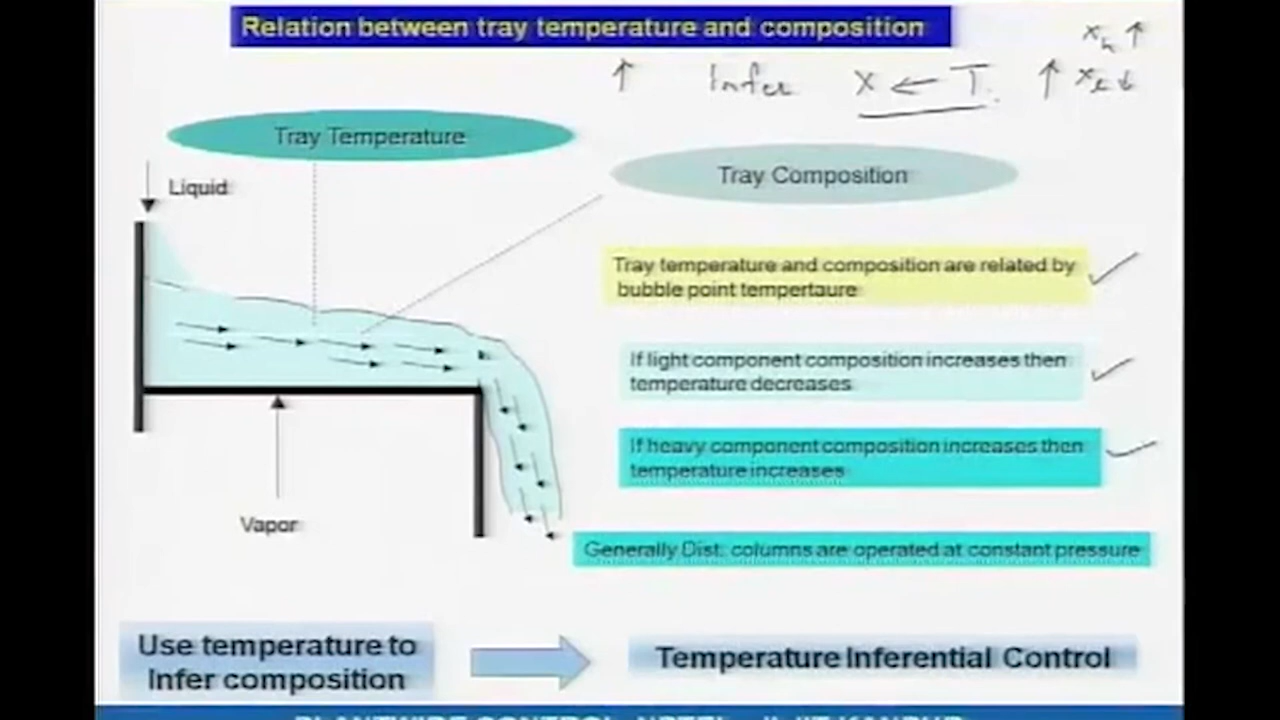 Relation between tray temperature and composition
x_h ↑
↑ Infer X ← T. ↑ x_L ↓
Tray Temperature
Tray Composition
Liquid
Tray temperature and composition are related by
bubble point tempertaure
If light component composition increases then
temperature decreases
If heavy component composition increases then
temperature increases
Vapor
Generally Dist. columns are operated at constant pressure
Use temperature to
Infer composition
Temperature Inferential Control